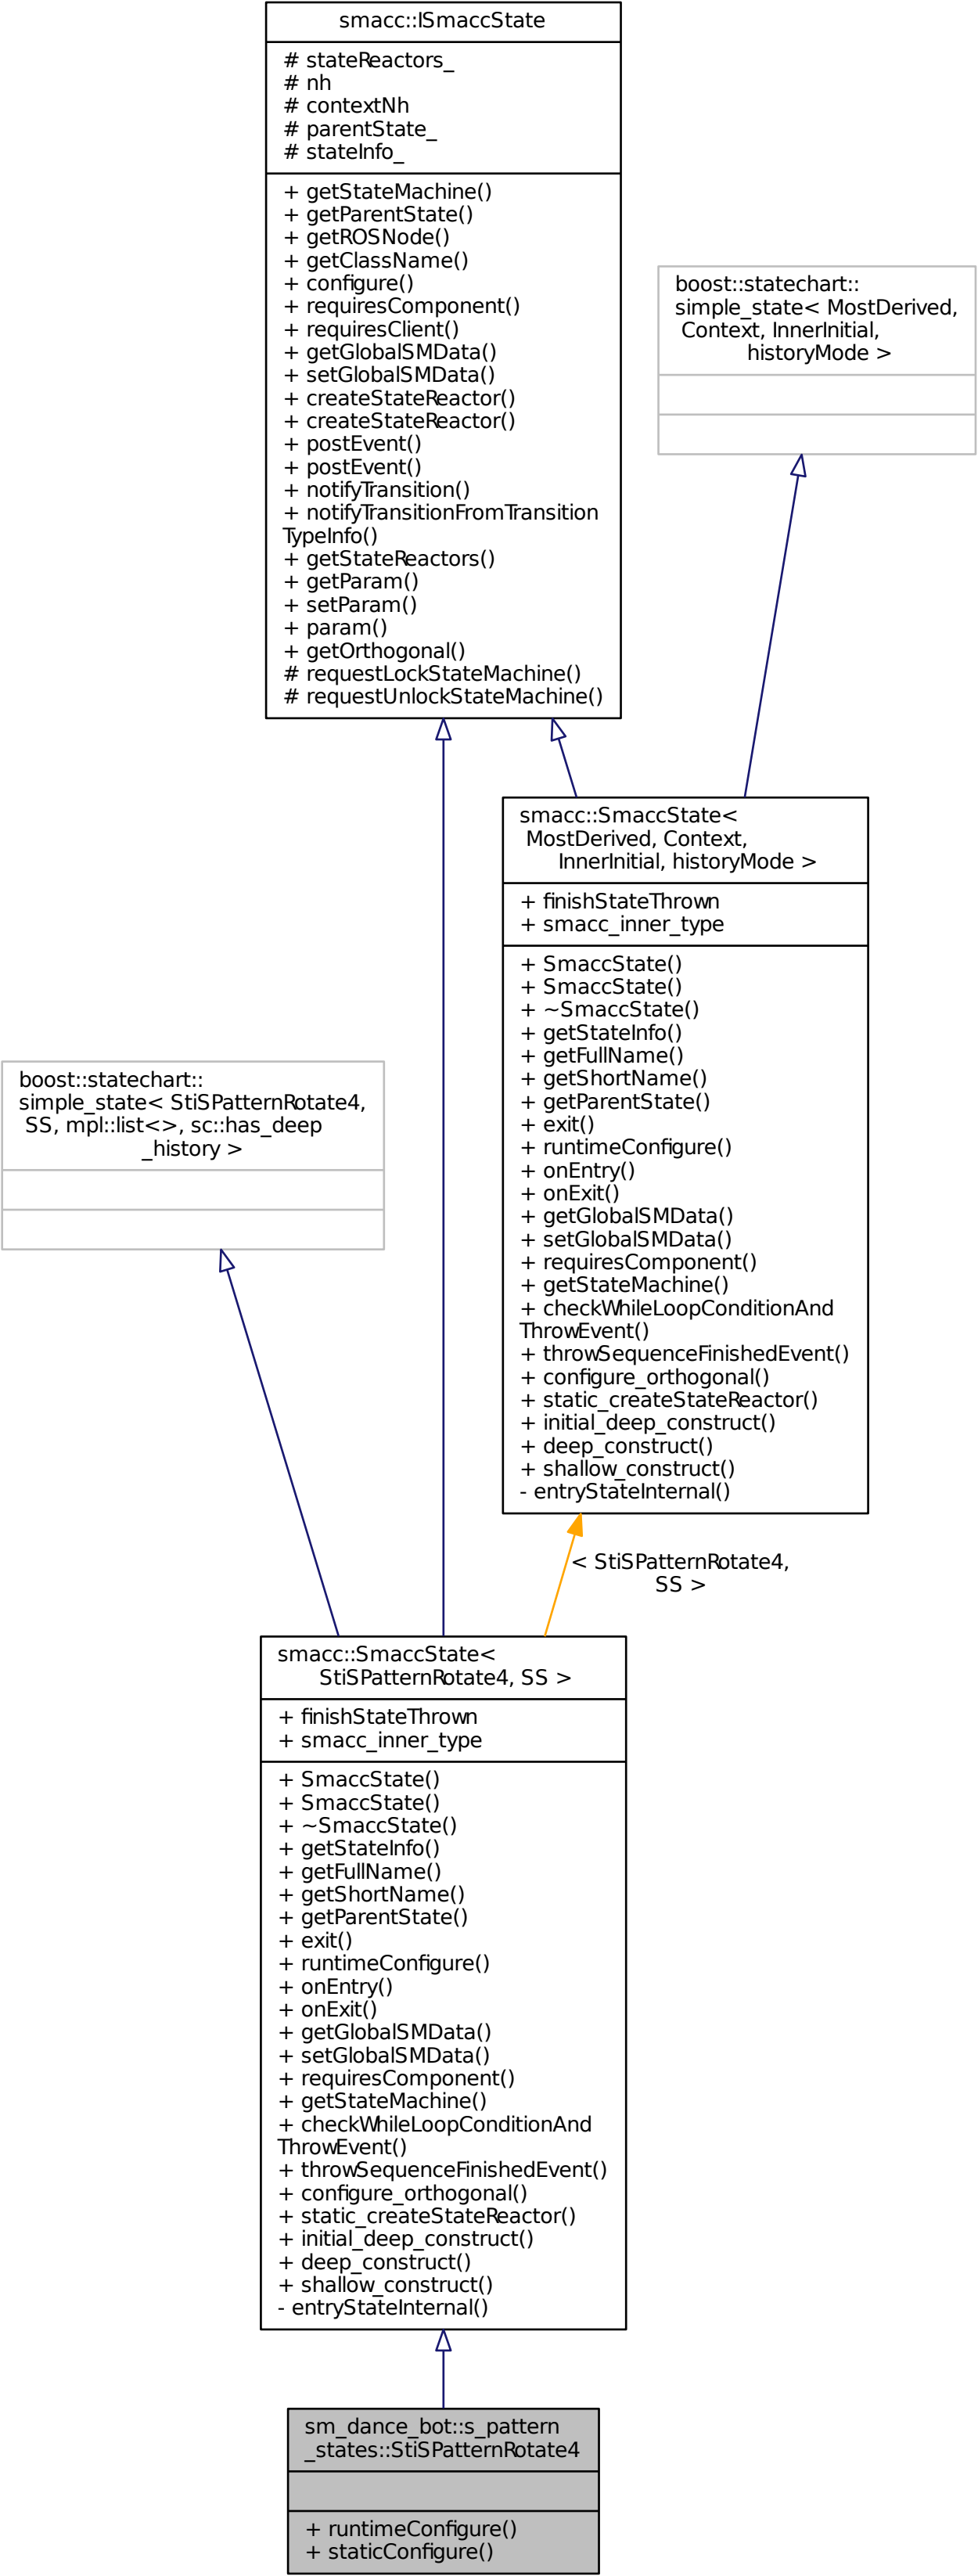 smacc::ISmaccState
# stateReactors_
# nh
# contextNh
# parentState_
# stateInfo_
+ getStateMachine()
+ getParentState()
+ getROSNode()
+ getClassName()
+ configure()
+ requiresComponent()
+ requiresClient()
+ getGlobalSMData()
+ setGlobalSMData()
+ createStateReactor()
+ createStateReactor()
+ postEvent()
+ postEvent()
+ notifyTransition()
+ notifyTransitionFromTransition
TypeInfo()
+ getStateReactors()
+ getParam()
+ setParam()
+ param()
+ getOrthogonal()
# requestLockStateMachine()
# requestUnlockStateMachine()
boost::statechart::
simple_state< MostDerived,
Context, InnerInitial,
historyMode >
smacc::SmaccState<
MostDerived, Context,
InnerInitial, historyMode >
+ finishStateThrown
+ smacc_inner_type
+ SmaccState()
+ SmaccState()
+ ~SmaccState()
+ getStateInfo()
+ getFullName()
+ getShortName()
+ getParentState()
+ exit()
+ runtimeConfigure()
+ onEntry()
+ onExit()
+ getGlobalSMData()
+ setGlobalSMData()
+ requiresComponent()
+ getStateMachine()
+ checkWhileLoopConditionAnd
ThrowEvent()
+ throwSequenceFinishedEvent()
+ configure_orthogonal()
+ static_createStateReactor()
+ initial_deep_construct()
+ deep_construct()
+ shallow_construct()
- entryStateInternal()
boost::statechart::
simple_state< StiSPatternRotate4,
SS, mpl::list<>, sc::has_deep
_history >
< StiSPatternRotate4,
SS >
smacc::SmaccState<
StiSPatternRotate4, SS >
+ finishStateThrown
+ smacc_inner_type
+ SmaccState()
+ SmaccState()
+ ~SmaccState()
+ getStateInfo()
+ getFullName()
+ getShortName()
+ getParentState()
+ exit()
+ runtimeConfigure()
+ onEntry()
+ onExit()
+ getGlobalSMData()
+ setGlobalSMData()
+ requiresComponent()
+ getStateMachine()
+ checkWhileLoopConditionAnd
ThrowEvent()
+ throwSequenceFinishedEvent()
+ configure_orthogonal()
+ static_createStateReactor()
+ initial_deep_construct()
+ deep_construct()
+ shallow_construct()
- entryStateInternal()
sm_dance_bot::s_pattern
_states::StiSPatternRotate4
+ runtimeConfigure()
+ staticConfigure()